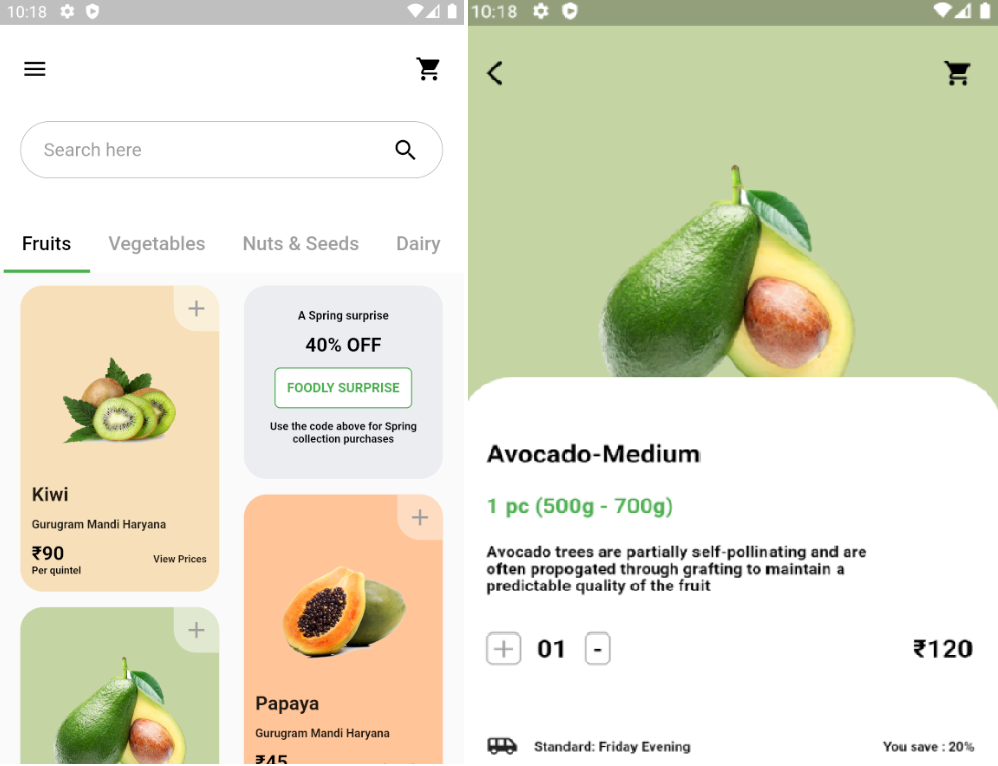 10:18
Search here
Fruits Vegetables Nuts & Seeds Dairy
Kiwi
Gurugram Mandi Haryana
₹90
Per quintel
View Prices
A Spring surprise
40% OFF
FOODLY SURPRISE
Use the code above for Spring
collection purchases
Papaya
Gurugram Mandi Haryana
₹45
10:18
Avocado-Medium
1 pc (500g - 700g)
Avocado trees are partially self-pollinating and are
often propogated through grafting to maintain a
predictable quality of the fruit
+ 01 -
₹120
Standard: Friday Evening
You save : 20%